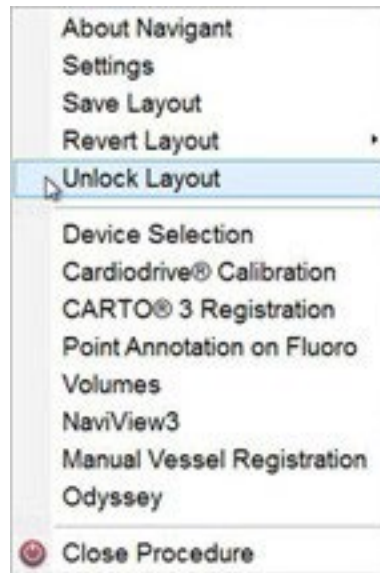 About Navigant
Settings
Save Layout
Revert Layout
Unlock Layout
Device Selection
Cardiodrive® Calibration
CARTO® 3 Registration
Point Annotation on Fluoro
Volumes
NaviView3
Manual Vessel Registration
Odyssey
Close Procedure